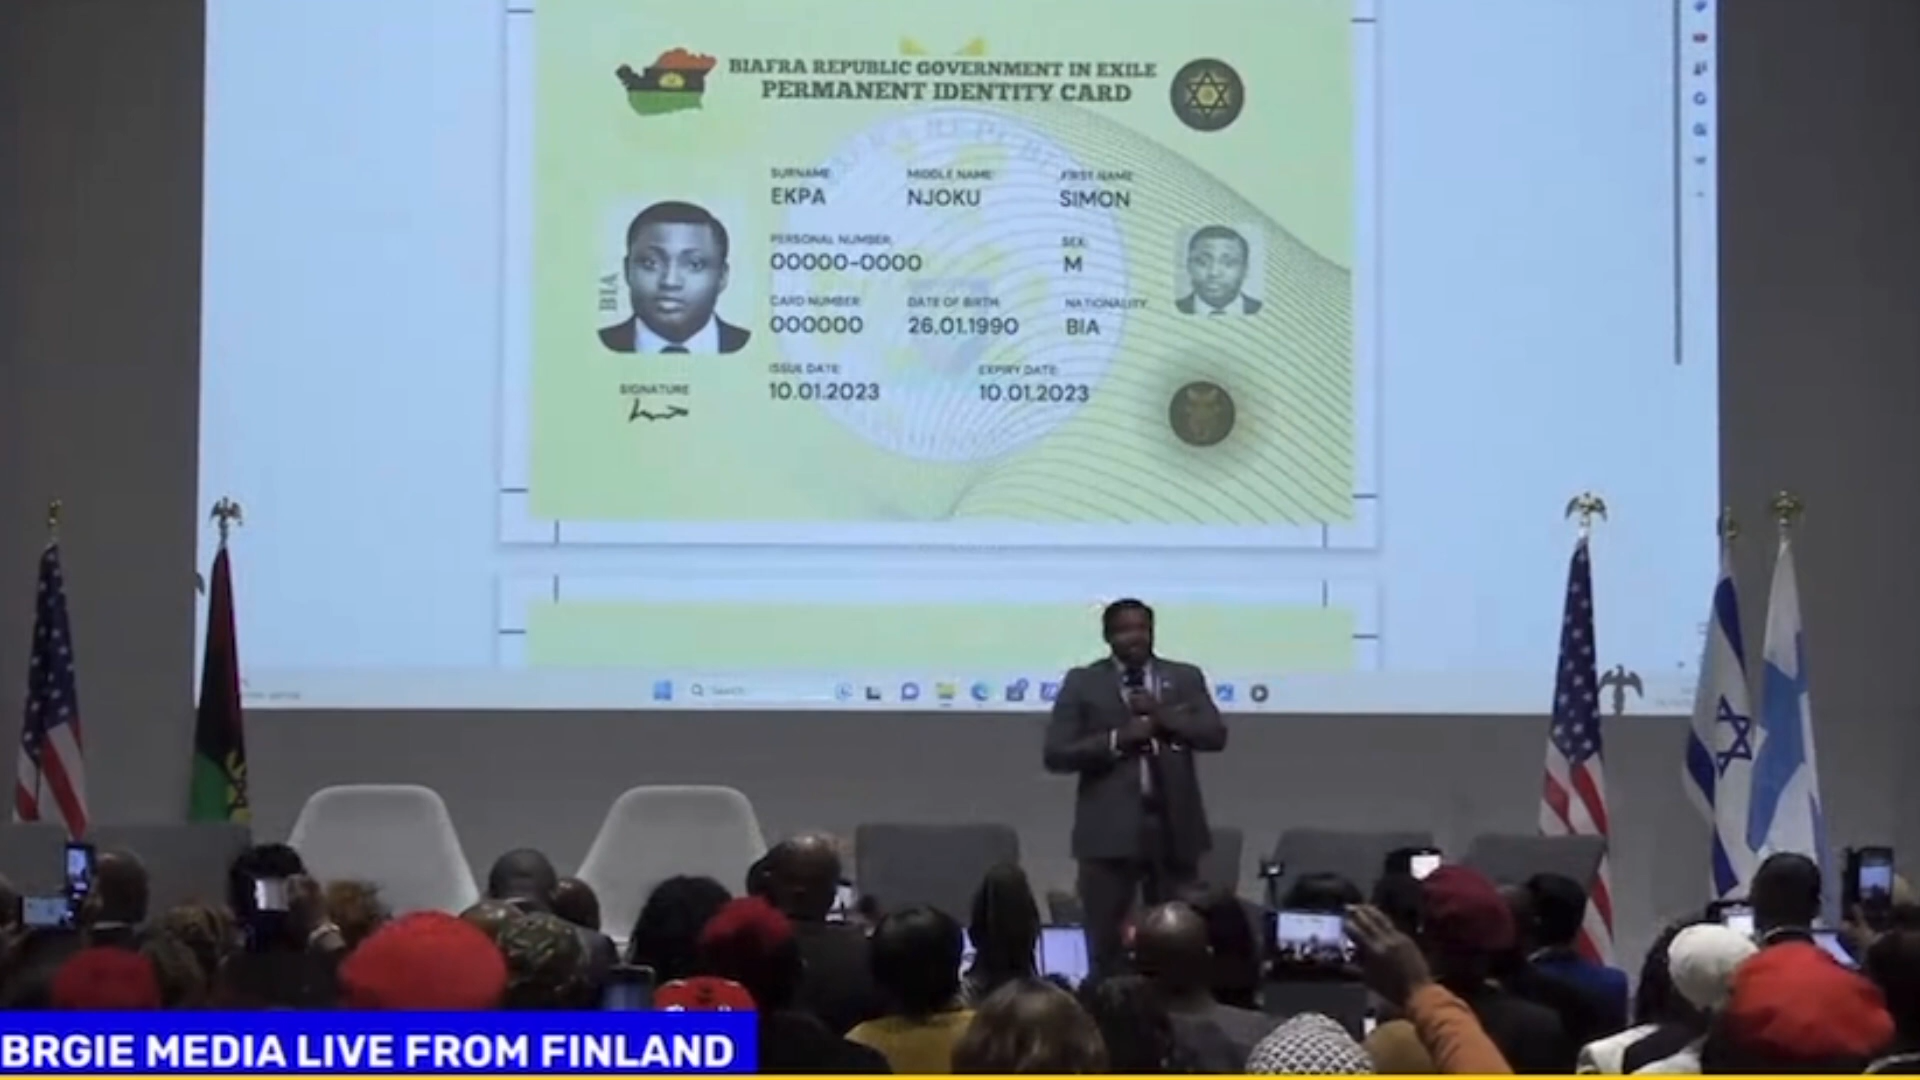 BIAFRA REPUBLIC GOVERNMENT IN EXILE
PERMANENT IDENTITY CARD
SURNAME MIDDLE NAME FIRST NAME
EKPA NJOKU SIMON
PERSONAL NUMBER SEX
00000-0000 M
BIA
CARD NUMBER DATE OF BIRTH NATIONALITY
000000 26.01.1990 BIA
ISSUE DATE: EXPIRY DATE:
10.01.2023 10.01.2023
SIGNATURE
Search
BRGIE MEDIA LIVE FROM FINLAND